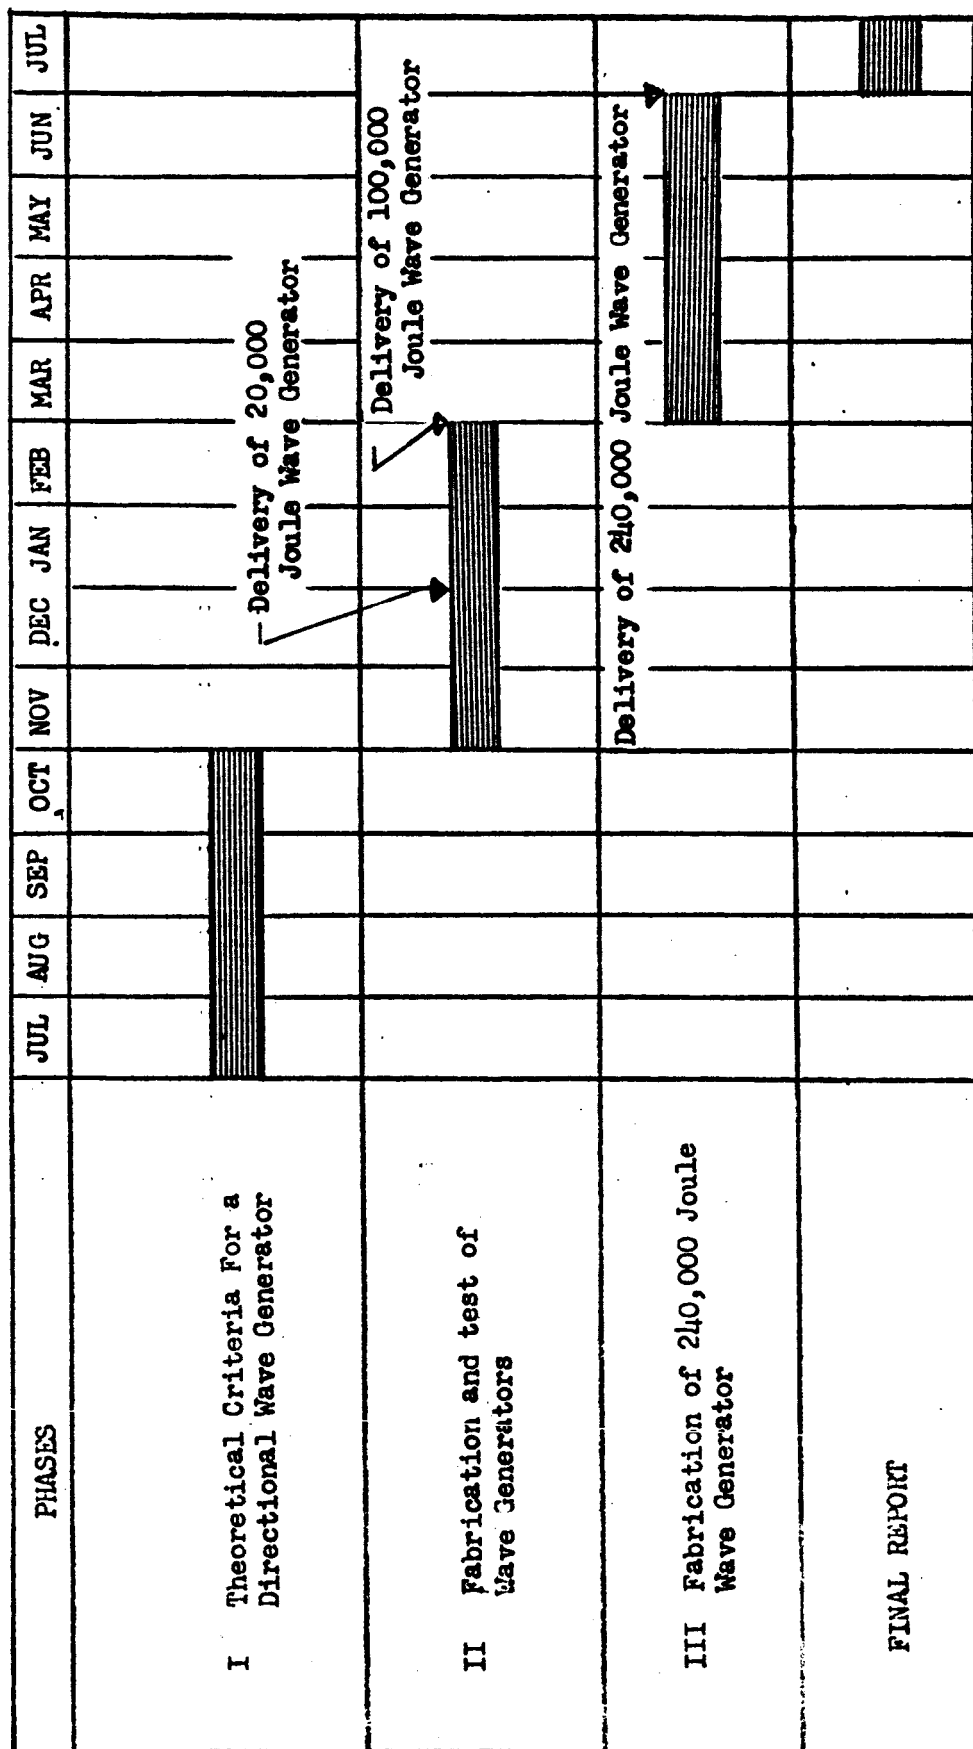 PHASES JUL AUG SEP OCT NOV DEC JAN FEB MAR APR MAY JUN JUL
I Theoretical Criteria For a
Directional Wave Generator
Delivery of 20,000
Joule Wave Generator
II Fabrication and test of
Wave Generators
Delivery of 100,000
Joule Wave Generator
III Fabrication of 240,000 Joule
Wave Generator
Delivery of 240,000 Joule Wave Generator
FINAL REPORT